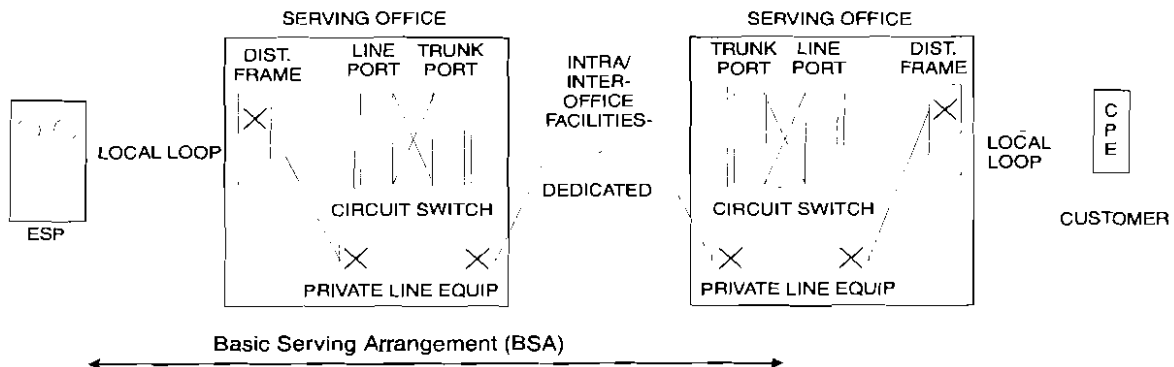 SERVING OFFICE
SERVING OFFICE
DIST.
FRAME
LINE
PORT
TRUNK
PORT
INTRA/
INTER-
OFFICE
FACILITIES-
TRUNK
PORT
LINE
PORT
DIST.
FRAME
C
P
E
LOCAL LOOP
LOCAL
LOOP
DEDICATED
CIRCUIT SWITCH
CIRCUIT SWITCH
ESP
CUSTOMER
PRIVATE LINE EQUIP
PRIVATE LINE EQUIP
Basic Serving Arrangement (BSA)